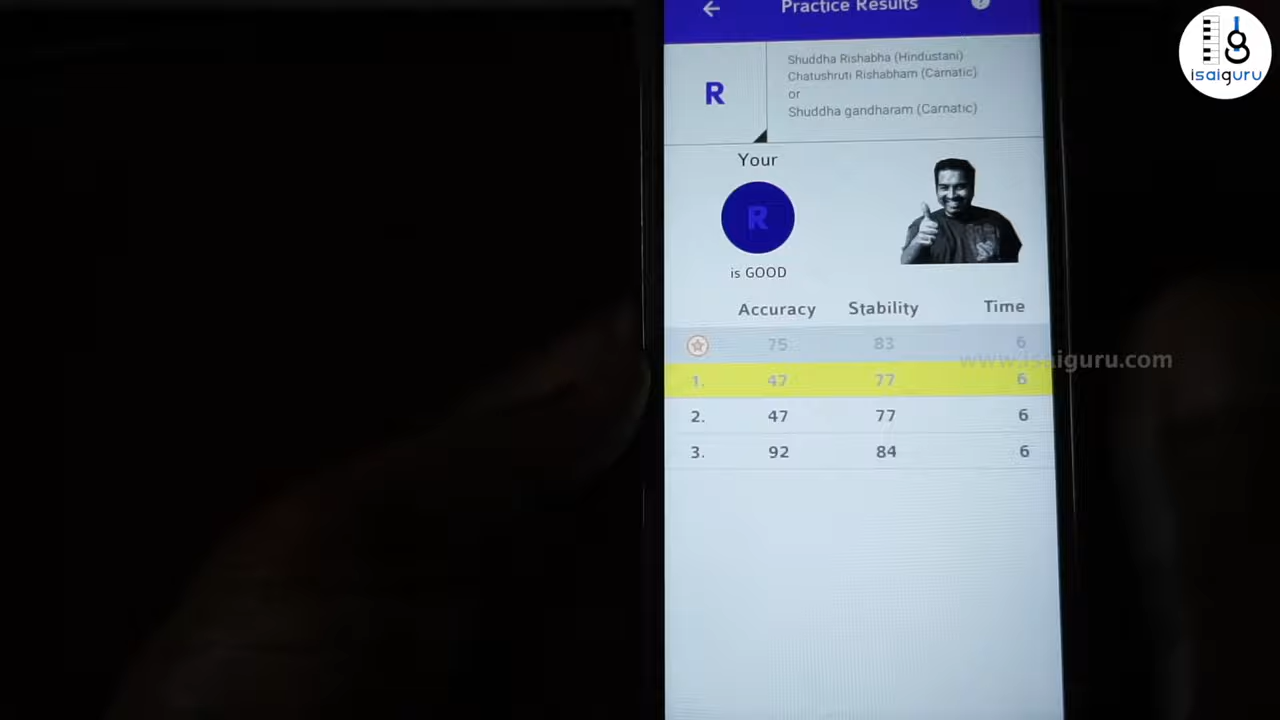 Practice Results
?
R
Shuddha Rishabha (Hindustani)
Chatushruti Rishabham (Carnatic)
or
Shuddha gandharam (Carnatic)
Your
R
is GOOD
Accuracy Stability Time
75 83 6
1. 47 77 6
2. 47 77 6
3. 92 84 6
www.isaiguru.com
isaiguru